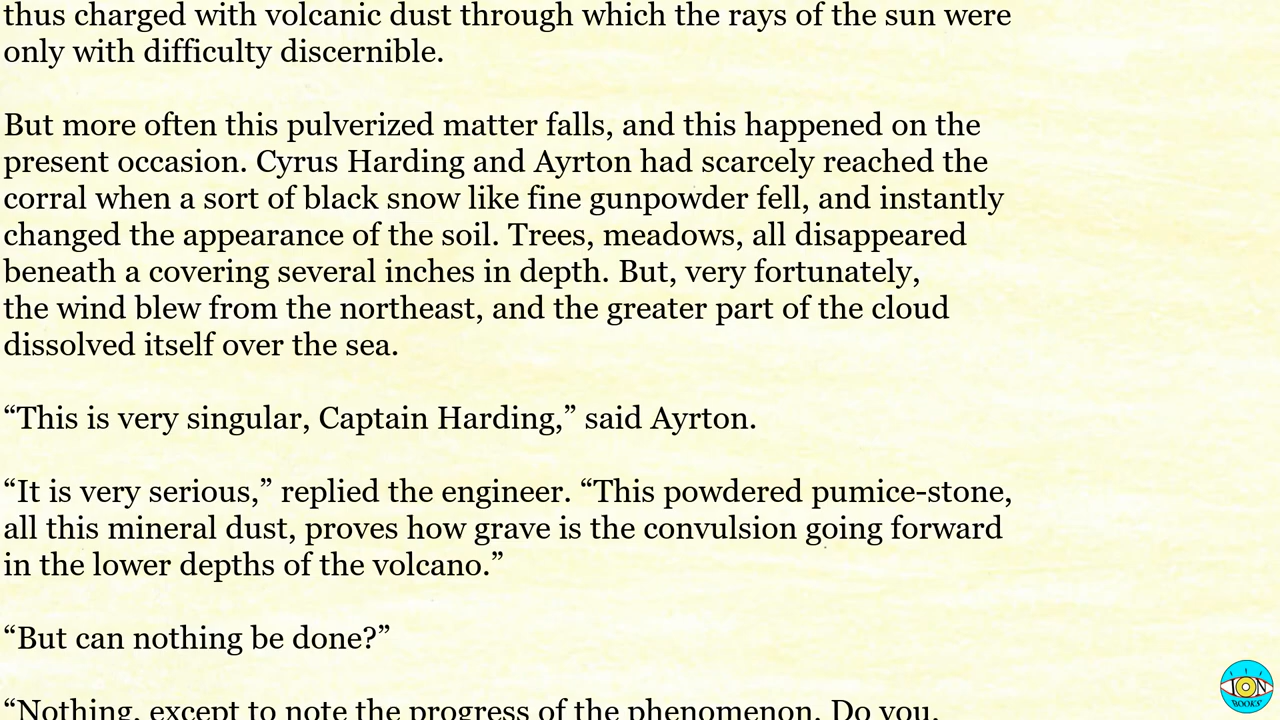 thus charged with volcanic dust through which the rays of the sun were
only with difficulty discernible.
But more often this pulverized matter falls, and this happened on the
present occasion. Cyrus Harding and Ayrton had scarcely reached the
corral when a sort of black snow like fine gunpowder fell, and instantly
changed the appearance of the soil. Trees, meadows, all disappeared
beneath a covering several inches in depth. But, very fortunately,
the wind blew from the northeast, and the greater part of the cloud
dissolved itself over the sea.
“This is very singular, Captain Harding,” said Ayrton.
“It is very serious,” replied the engineer. “This powdered pumice-stone,
all this mineral dust, proves how grave is the convulsion going forward
in the lower depths of the volcano.”
“But can nothing be done?”
“Nothing, except to note the progress of the phenomenon. Do you,
ION
BOOKS